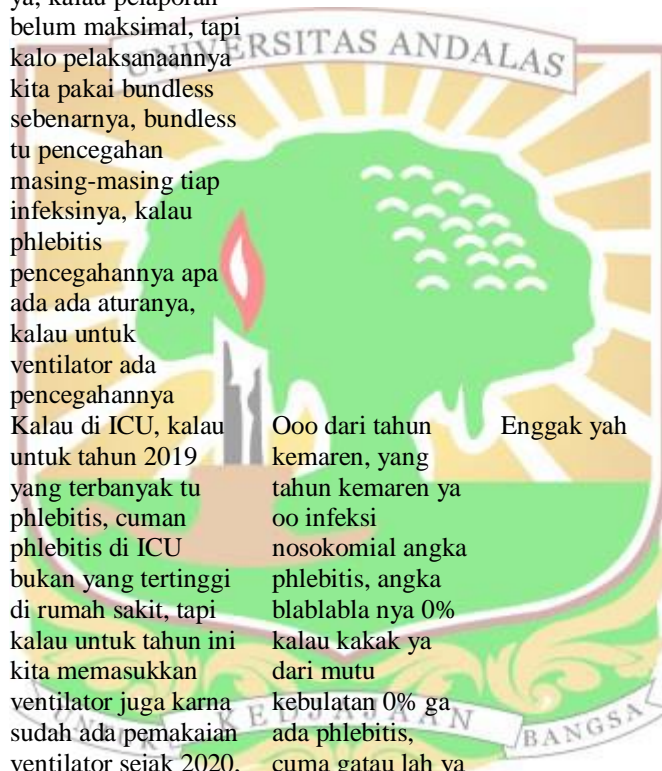 ya, kalau pelaporan
belum maksimal, tapi
kalo pelaksanaannya
kita pakai bundless
sebenarnya, bundless
tu pencegahan
masing-masing tiap
infeksinya, kalau
phlebitis
pencegahannya apa
ada ada aturanya,
kalau untuk
ventilator ada
pencegahannya
Kalau di ICU, kalau
untuk tahun 2019
yang terbanyak tu
phlebitis, cuman
phlebitis di ICU
bukan yang tertinggi
di rumah sakit, tapi
kalau untuk tahun ini
kita memasukkan
ventilator juga karna
sudah ada pemakaian
ventilator sejak 2020.
Ooo dari tahun
kemaren, yang
tahun kemaren ya
oo infeksi
nosokomial angka
phlebitis, angka
blablabla nya 0%
kalau kakak ya
dari mutu
kebulatan 0% ga
ada phlebitis,
cuma gatau lah ya
Enggak yah
UNIVERSITAS ANDALAS
UNTUK KEDJAJAAN BANGSA